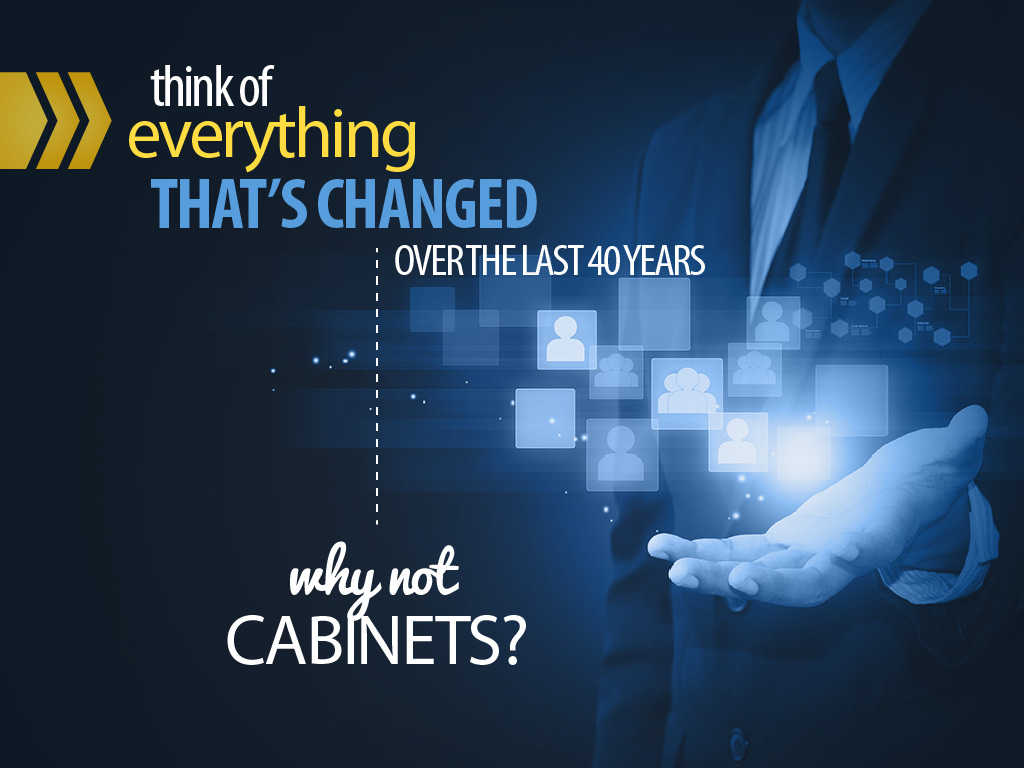 think of
everything
THAT'S CHANGED
OVER THE LAST 40 YEARS
why not
CABINETS?